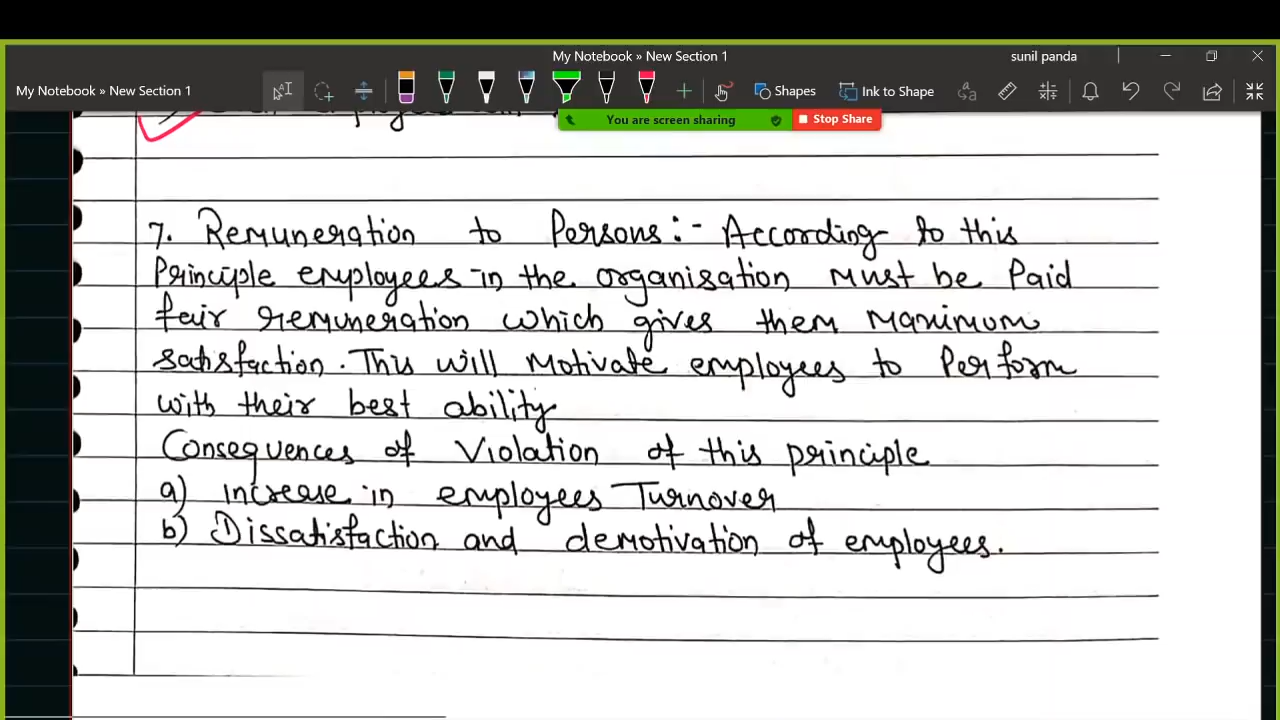 My Notebook » New Section 1
sunil panda
My Notebook » New Section 1
Shapes
Ink to Shape
You are screen sharing
Stop Share
7. Remuneration to Persons:- According to this
Principle employees in the organisation must be Paid
fair remuneration which gives them maximum
satisfaction. This will motivate employees to Perform
with their best ability
Consequences of Violation of this principle
a) increase in employees Turnover
b) Dissatisfaction and demotivation of employees.